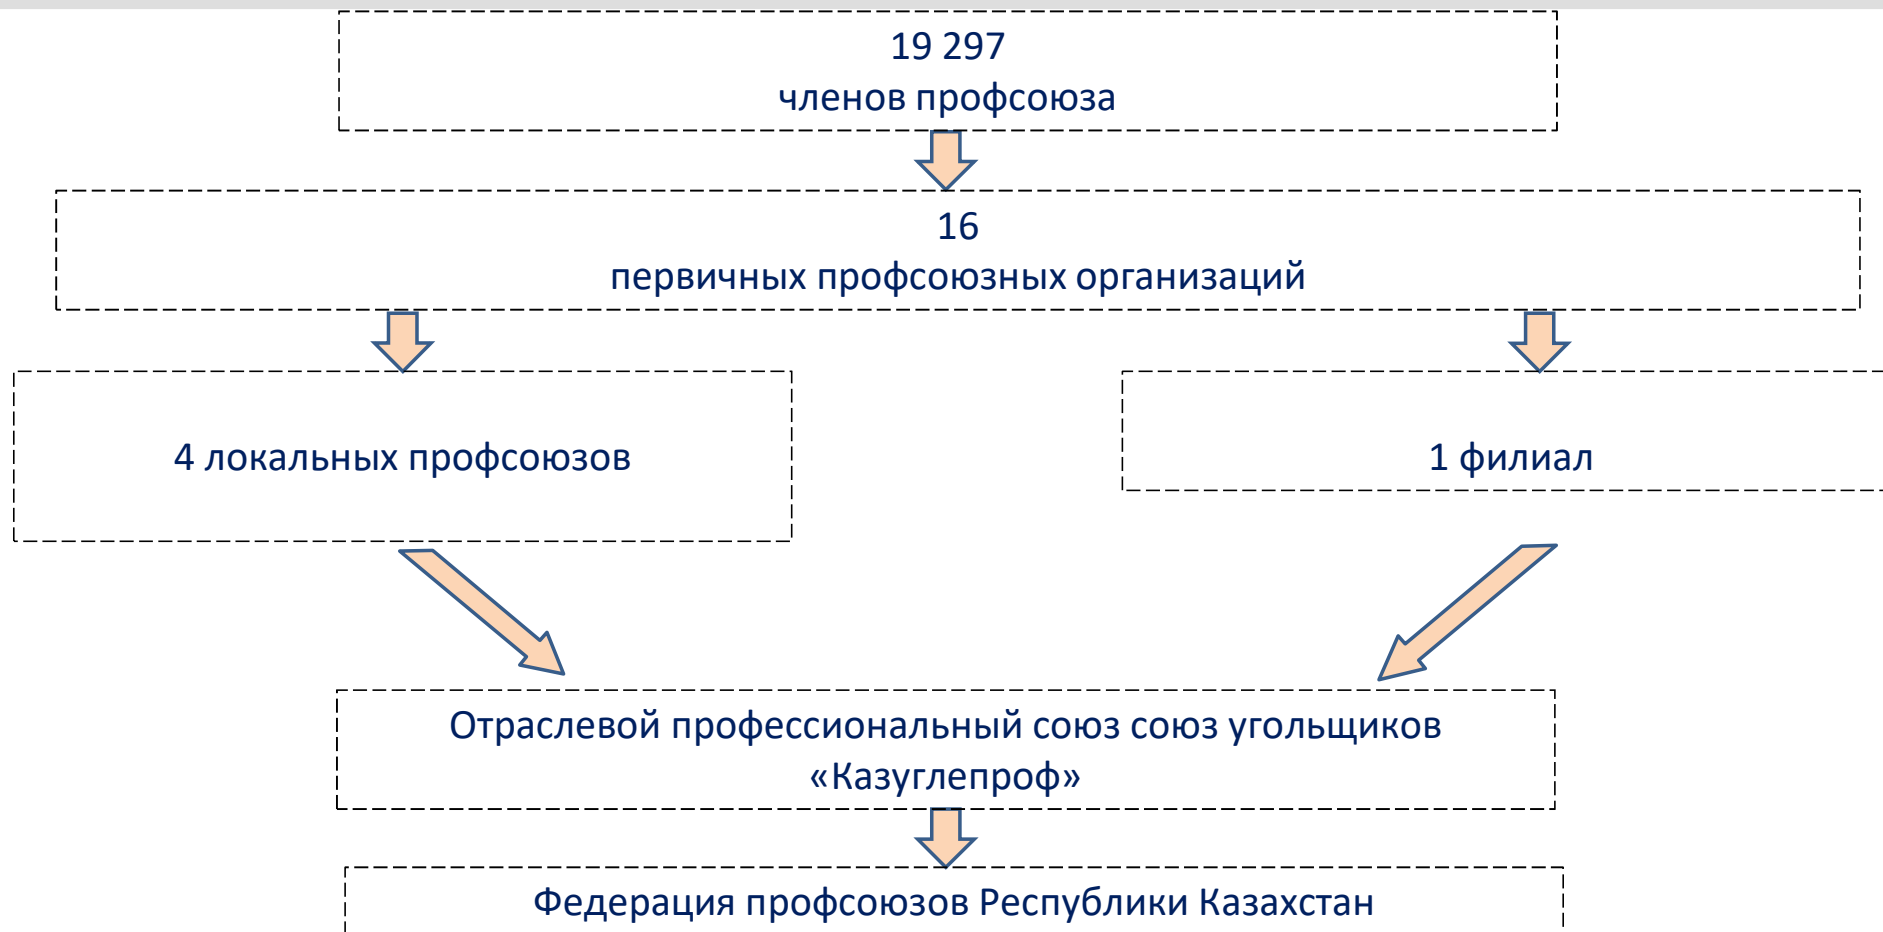 19 297
членов профсоюза
16
первичных профсоюзных организаций
4 локальных профсоюзов
1 филиал
Отраслевой профессиональный союз союз угольщиков
«Казуглепроф»
Федерация профсоюзов Республики Казахстан